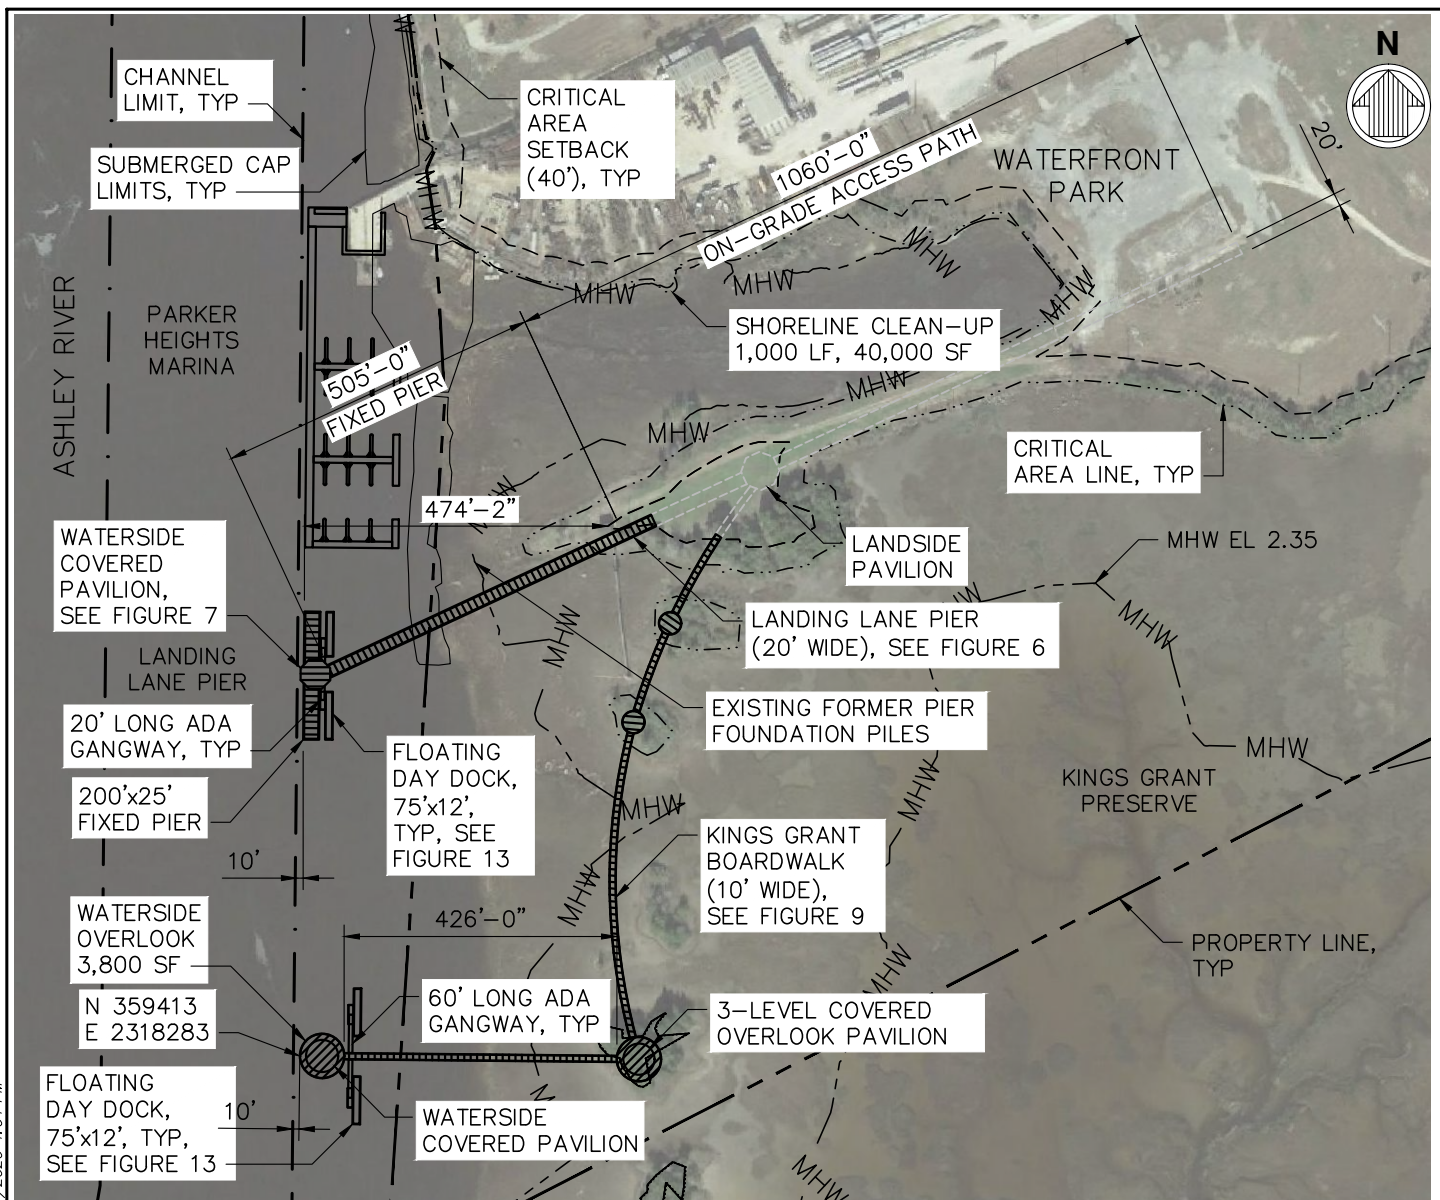 N
CHANNEL
LIMIT, TYP
SUBMERGED CAP
LIMITS, TYP
CRITICAL
AREA
SETBACK
(40'), TYP
1060'-0"
ON-GRADE ACCESS PATH
WATERFRONT
PARK
20'
ASHLEY RIVER
PARKER
HEIGHTS
MARINA
MHW
MHW
MHW
MHW
SHORELINE CLEAN-UP
1,000 LF, 40,000 SF
505'-0"
FIXED PIER
MHW
MHW
MHW
CRITICAL
AREA LINE, TYP
474'-2"
WATERSIDE
COVERED
PAVILION,
SEE FIGURE 7
LANDSIDE
PAVILION
MHW EL 2.35
MHW
MHW
LANDING LANE PIER
(20' WIDE), SEE FIGURE 6
LANDING
LANE PIER
EXISTING FORMER PIER
FOUNDATION PILES
20' LONG ADA
GANGWAY, TYP
FLOATING
DAY DOCK,
75'x12',
TYP, SEE
FIGURE 13
MHW
KINGS GRANT
PRESERVE
200'x25'
FIXED PIER
MHW
MHW
KINGS GRANT
BOARDWALK
(10' WIDE),
SEE FIGURE 9
10'
MHW
WATERSIDE
OVERLOOK
3,800 SF
426'-0"
PROPERTY LINE,
TYP
MHW
N 359413
E 2318283
60' LONG ADA
GANGWAY, TYP
3-LEVEL COVERED
OVERLOOK PAVILION
FLOATING
DAY DOCK,
75'x12', TYP,
SEE FIGURE 13
10'
WATERSIDE
COVERED PAVILION
MHW